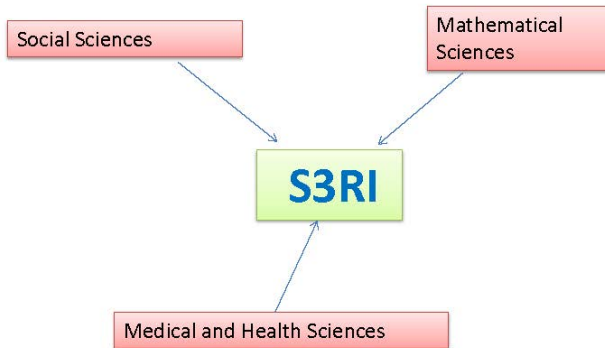 Social Sciences
Mathematical
Sciences
S3RI
Medical and Health Sciences